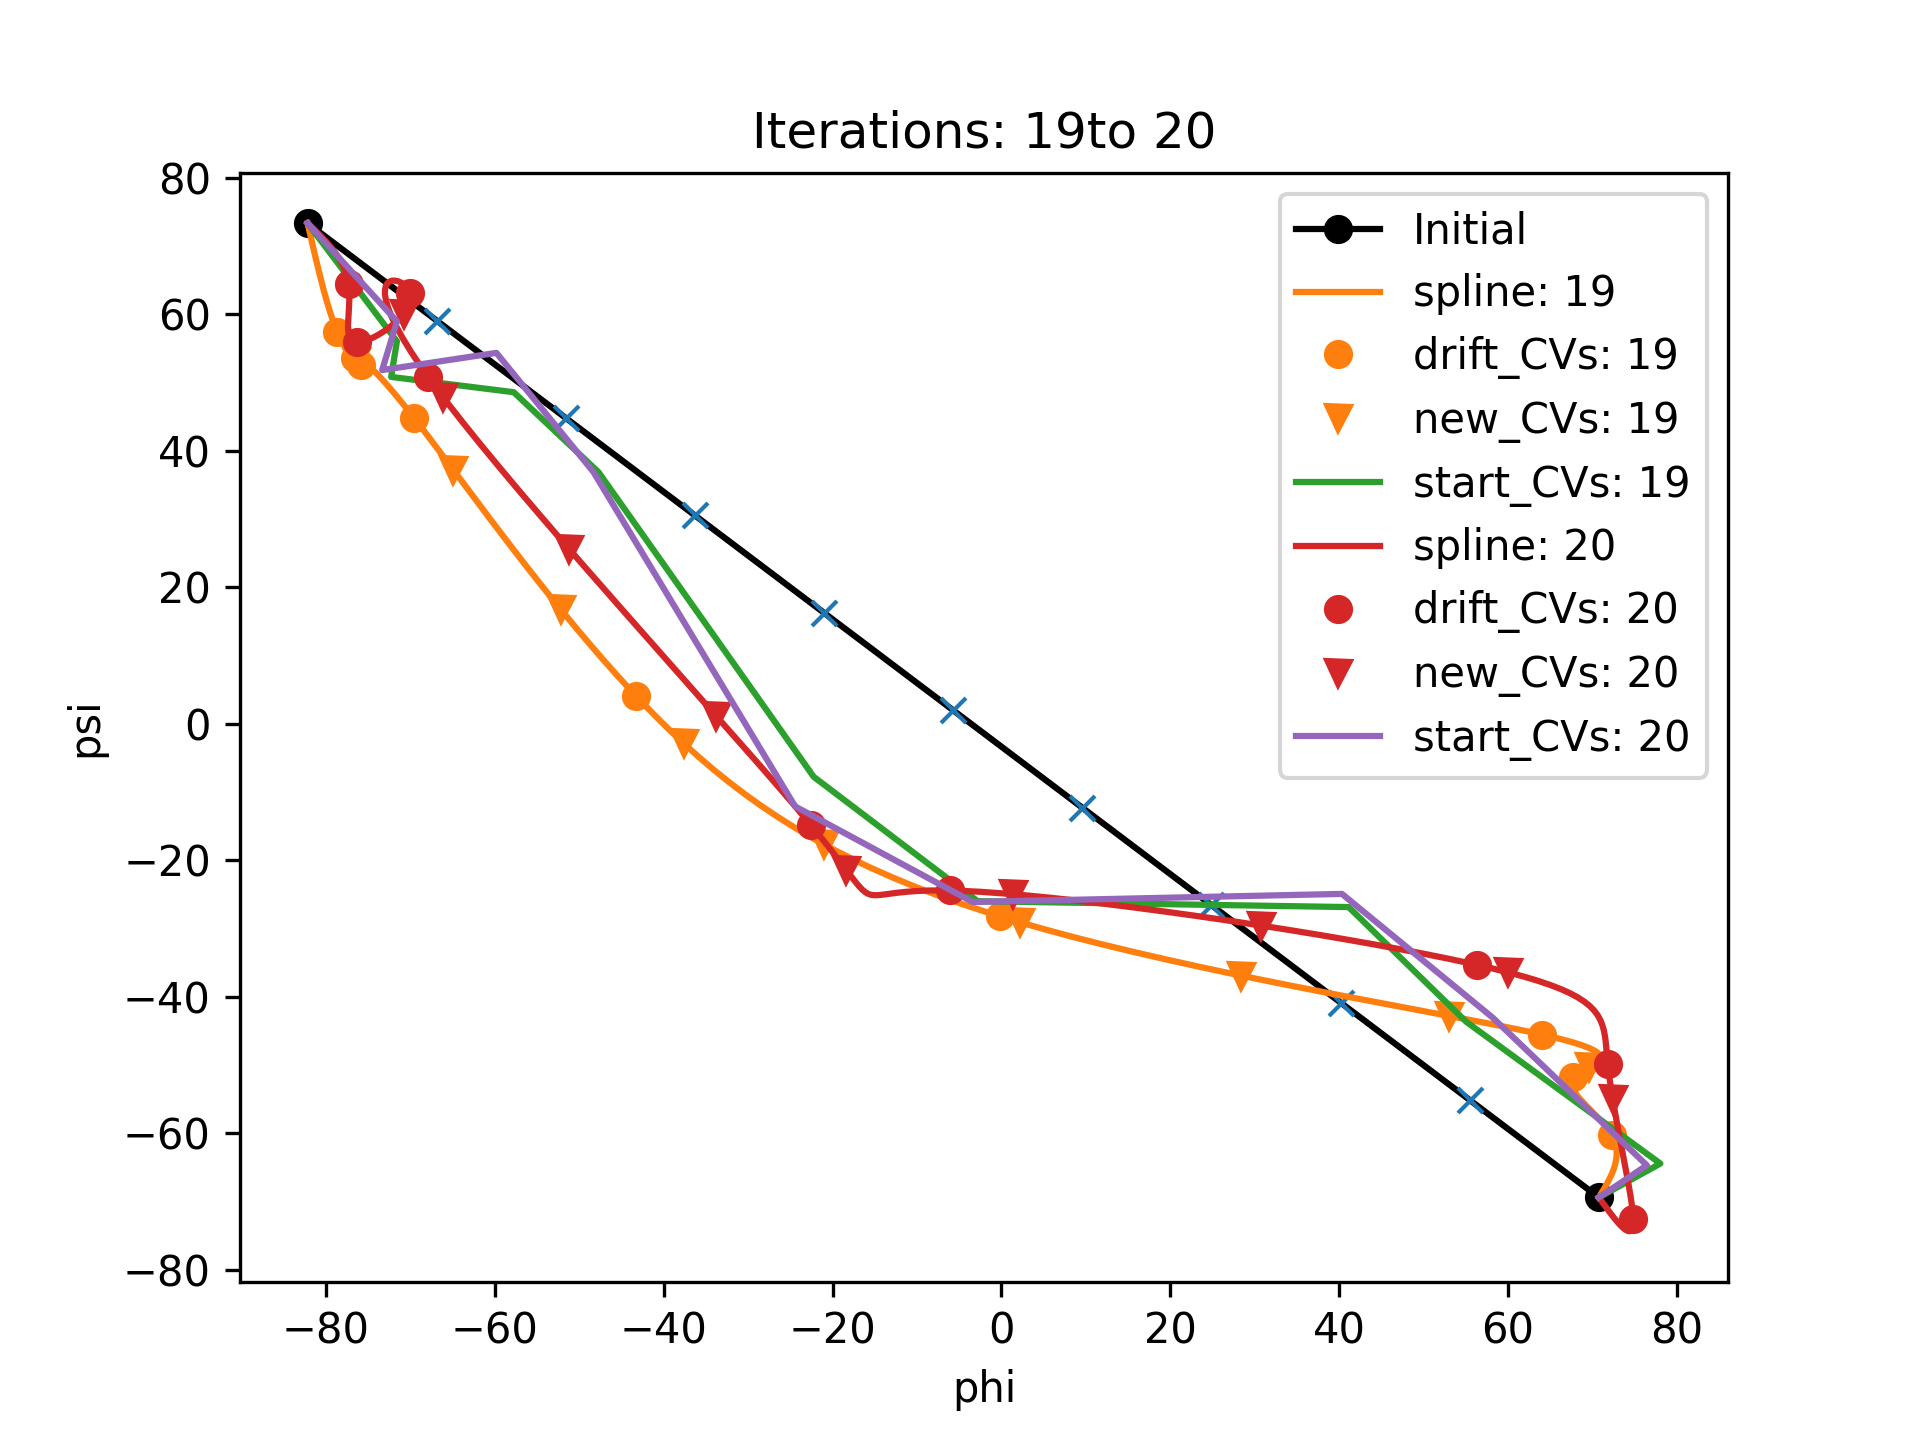 Iterations: 19to 20
80
60
40
20
0
−20
−40
−60
−80
psi
Initial
spline: 19
drift_CVs: 19
new_CVs: 19
start_CVs: 19
spline: 20
drift_CVs: 20
new_CVs: 20
start_CVs: 20
−80 −60 −40 −20 0 20 40 60 80
phi